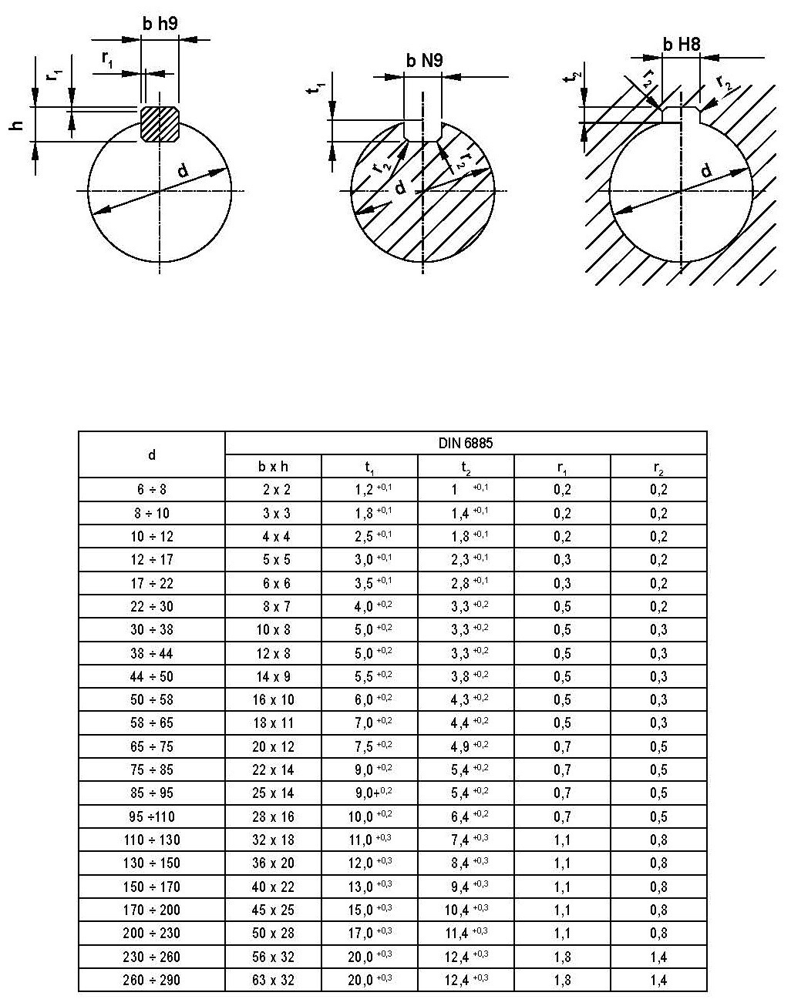 b h9
r1
r1
h
d
b N9
t1
r2
r2
d
b H8
t2
r2
r2
d
d DIN 6885
b x h t1 t2 r1 r2
6 ÷ 8 2 x 2 1,2 +0,1 1 +0,1 0,2 0,2
8 ÷ 10 3 x 3 1,8 +0,1 1,4 +0,1 0,2 0,2
10 ÷ 12 4 x 4 2,5 +0,1 1,8 +0,1 0,2 0,2
12 ÷ 17 5 x 5 3,0 +0,1 2,3 +0,1 0,3 0,2
17 ÷ 22 6 x 6 3,5 +0,1 2,8 +0,1 0,3 0,2
22 ÷ 30 8 x 7 4,0 +0,2 3,3 +0,2 0,5 0,2
30 ÷ 38 10 x 8 5,0 +0,2 3,3 +0,2 0,5 0,3
38 ÷ 44 12 x 8 5,0 +0,2 3,3 +0,2 0,5 0,3
44 ÷ 50 14 x 9 5,5 +0,2 3,8 +0,2 0,5 0,3
50 ÷ 58 16 x 10 6,0 +0,2 4,3 +0,2 0,5 0,3
58 ÷ 65 18 x 11 7,0 +0,2 4,4 +0,2 0,5 0,3
65 ÷ 75 20 x 12 7,5 +0,2 4,9 +0,2 0,7 0,5
75 ÷ 85 22 x 14 9,0 +0,2 5,4 +0,2 0,7 0,5
85 ÷ 95 25 x 14 9,0+0,2 5,4 +0,2 0,7 0,5
95 ÷110 28 x 16 10,0 +0,2 6,4 +0,2 0,7 0,5
110 ÷ 130 32 x 18 11,0 +0,3 7,4 +0,3 1,1 0,8
130 ÷ 150 36 x 20 12,0 +0,3 8,4 +0,3 1,1 0,8
150 ÷ 170 40 x 22 13,0 +0,3 9,4 +0,3 1,1 0,8
170 ÷ 200 45 x 25 15,0 +0,3 10,4 +0,3 1,1 0,8
200 ÷ 230 50 x 28 17,0 +0,3 11,4 +0,3 1,1 0,8
230 ÷ 260 56 x 32 20,0 +0,3 12,4 +0,3 1,8 1,4
260 ÷ 290 63 x 32 20,0 +0,3 12,4 +0,3 1,8 1,4